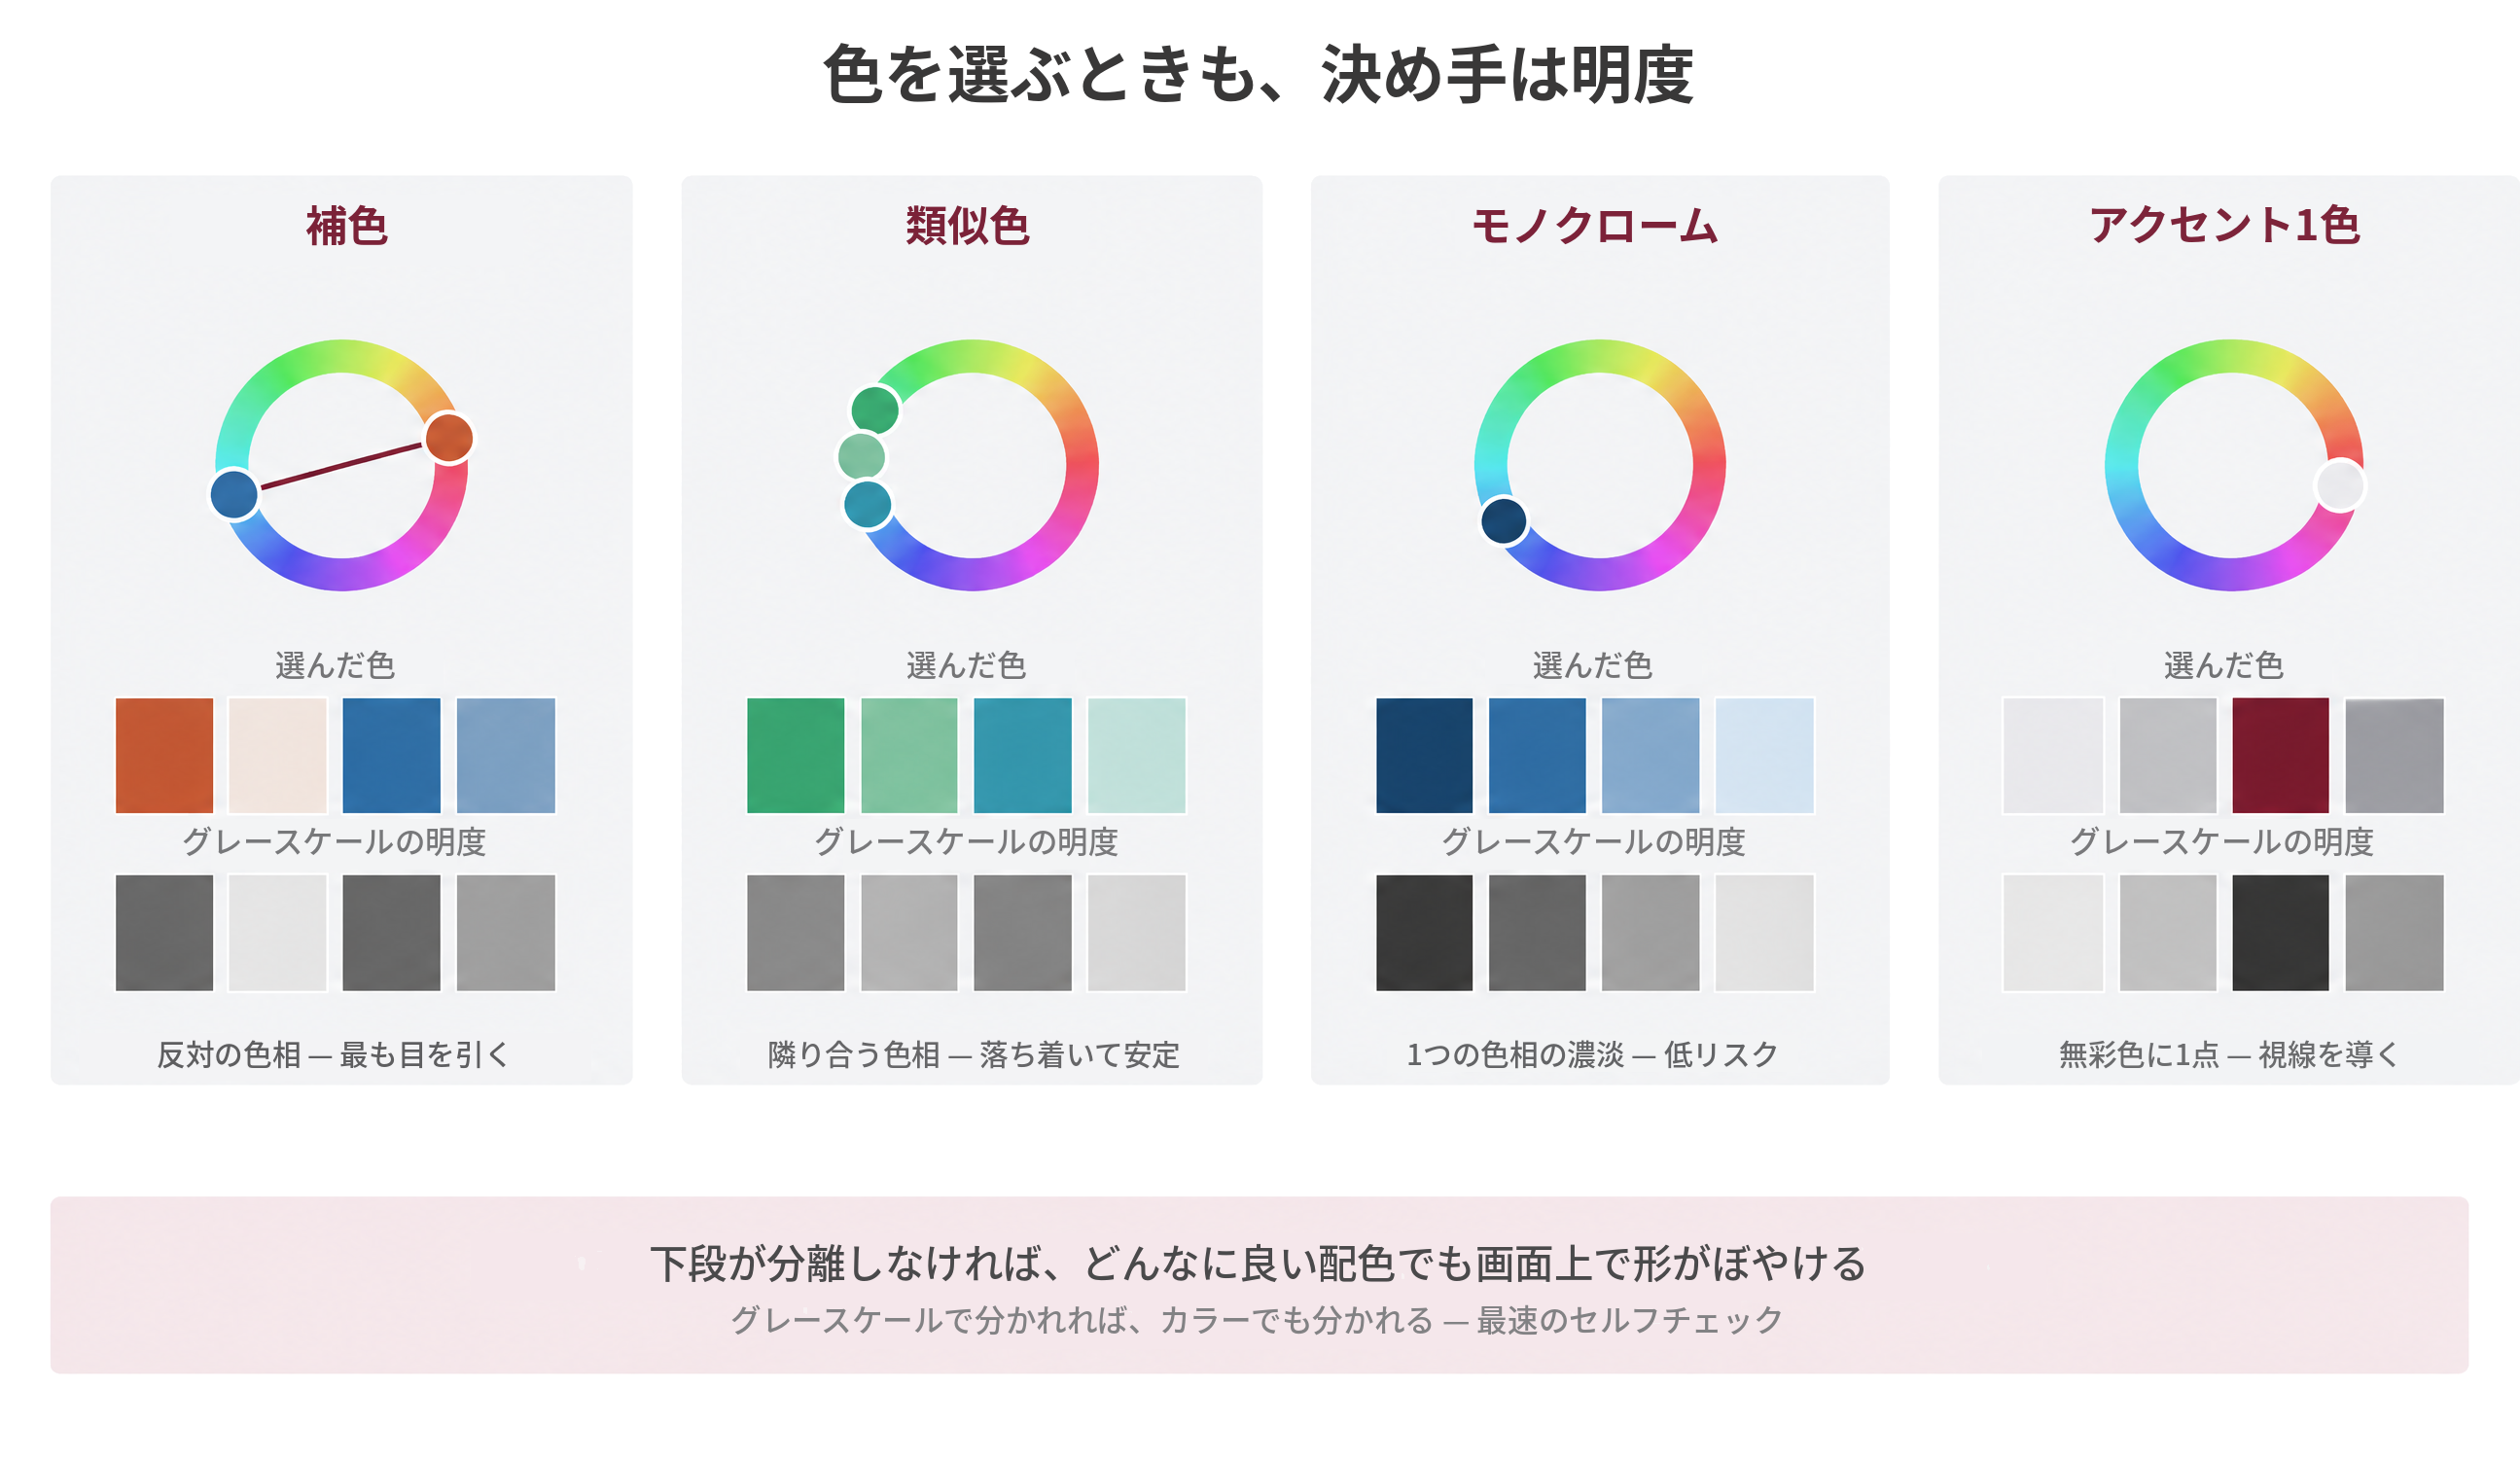 色を選ぶときも、決め手は明度
補色
選んだ色
グレースケールの明度
反対の色相 — 最も目を引く
類似色
選んだ色
グレースケールの明度
隣り合う色相 — 落ち着いて安定
モノクローム
選んだ色
グレースケールの明度
1つの色相の濃淡 — 低リスク
アクセント1色
選んだ色
グレースケールの明度
無彩色に1点 — 視線を導く
下段が分離しなければ、どんなに良い配色でも画面上で形がぼやける
グレースケールで分かれれば、カラーでも分かれる — 最速のセルフチェック